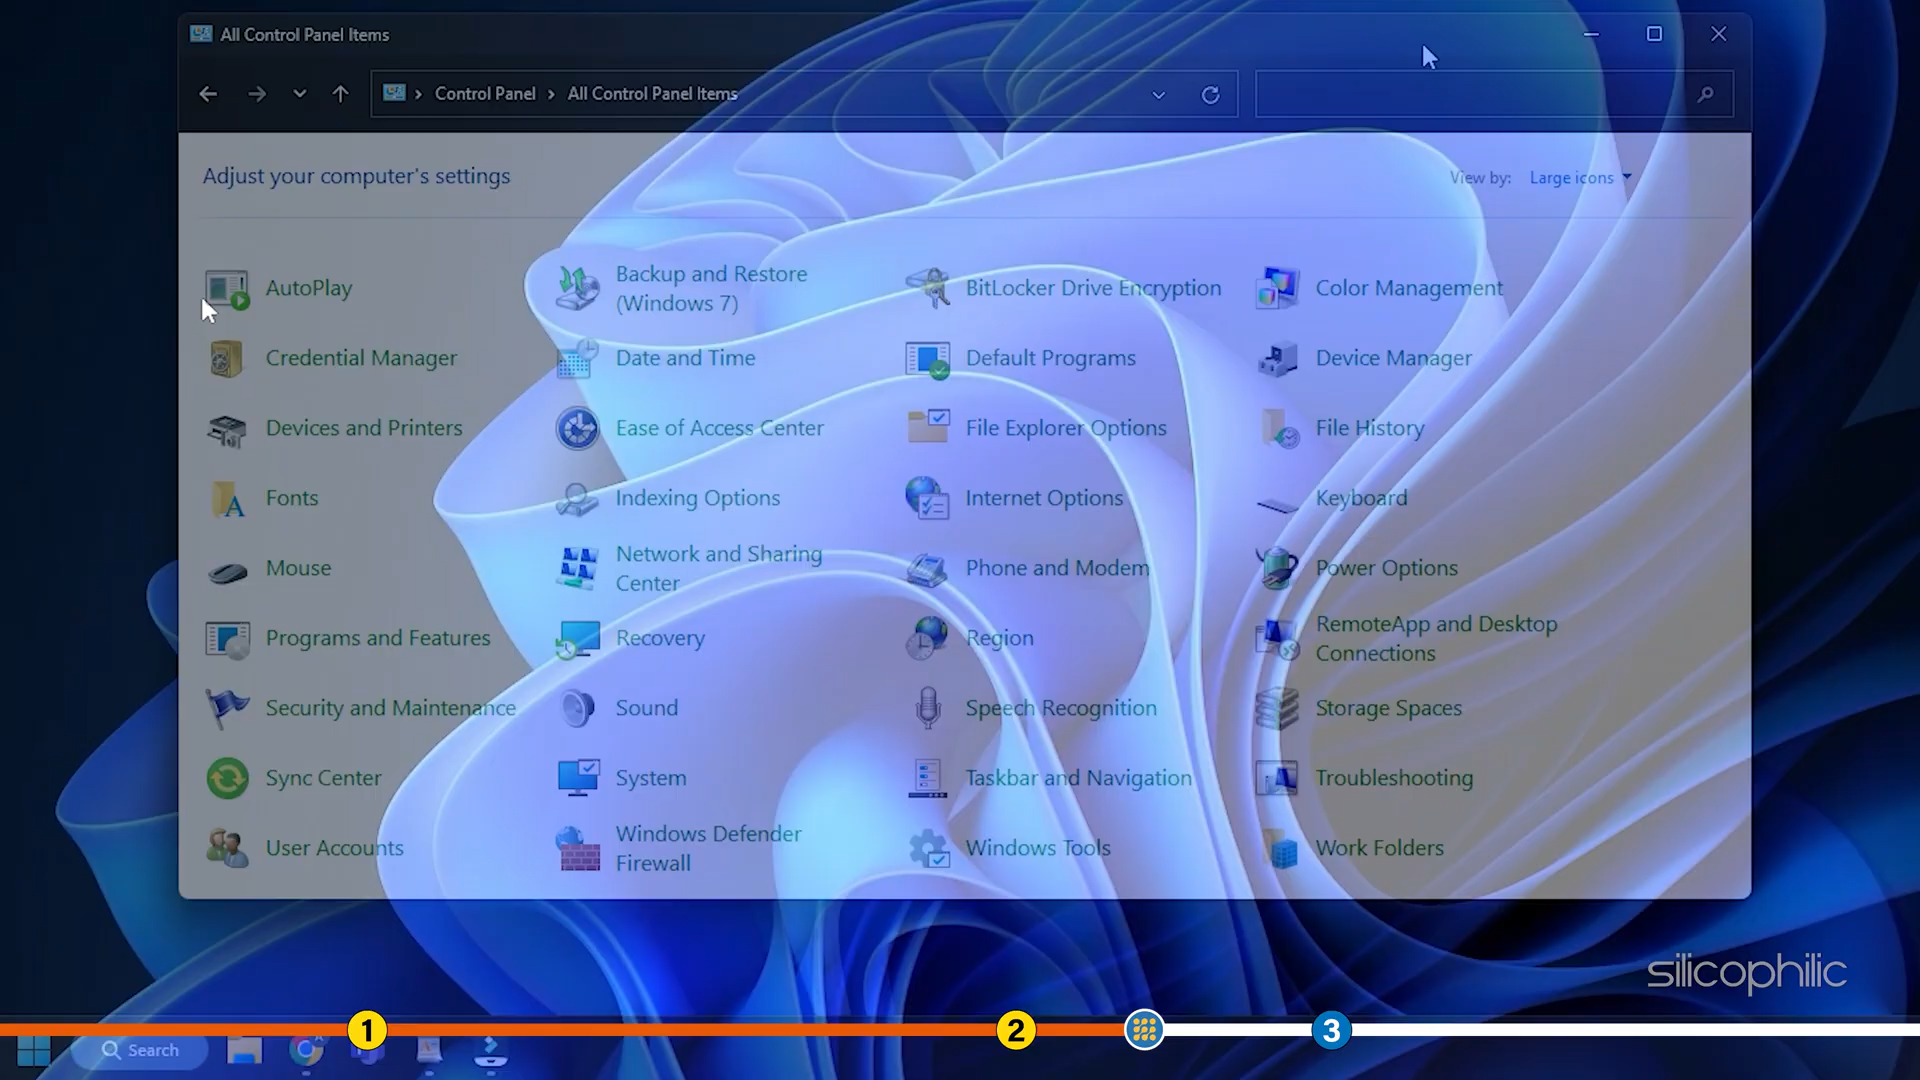 All Control Panel Items
Control Panel > All Control Panel Items
Adjust your computer's settings
View by: Large icons
AutoPlay
Backup and Restore
(Windows 7)
BitLocker Drive Encryption
Color Management
Credential Manager
Date and Time
Default Programs
Device Manager
Devices and Printers
Ease of Access Center
File Explorer Options
File History
Fonts
Indexing Options
Internet Options
Keyboard
Mouse
Network and Sharing
Center
Phone and Modem
Power Options
Programs and Features
Recovery
Region
RemoteApp and Desktop
Connections
Security and Maintenance
Sound
Speech Recognition
Storage Spaces
Sync Center
System
Taskbar and Navigation
Troubleshooting
User Accounts
Windows Defender
Firewall
Windows Tools
Work Folders
silicophilic
1
2
3
Search